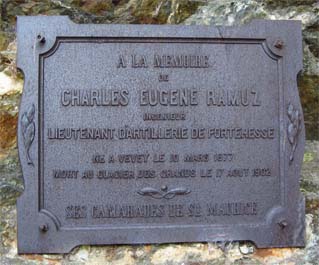 A LA MEMOIRE
DE
CHARLES EUGENE RAMUZ
INGENIEUR
LIEUTENANT D'ARTILLERIE DE FORTERESSE
NE A VEVEY LE 10 MARS 1877
MORT AU GLACIER DES GRANDS LE 17 AOUT 1902
SES CAMARADES DE ST MAURICE